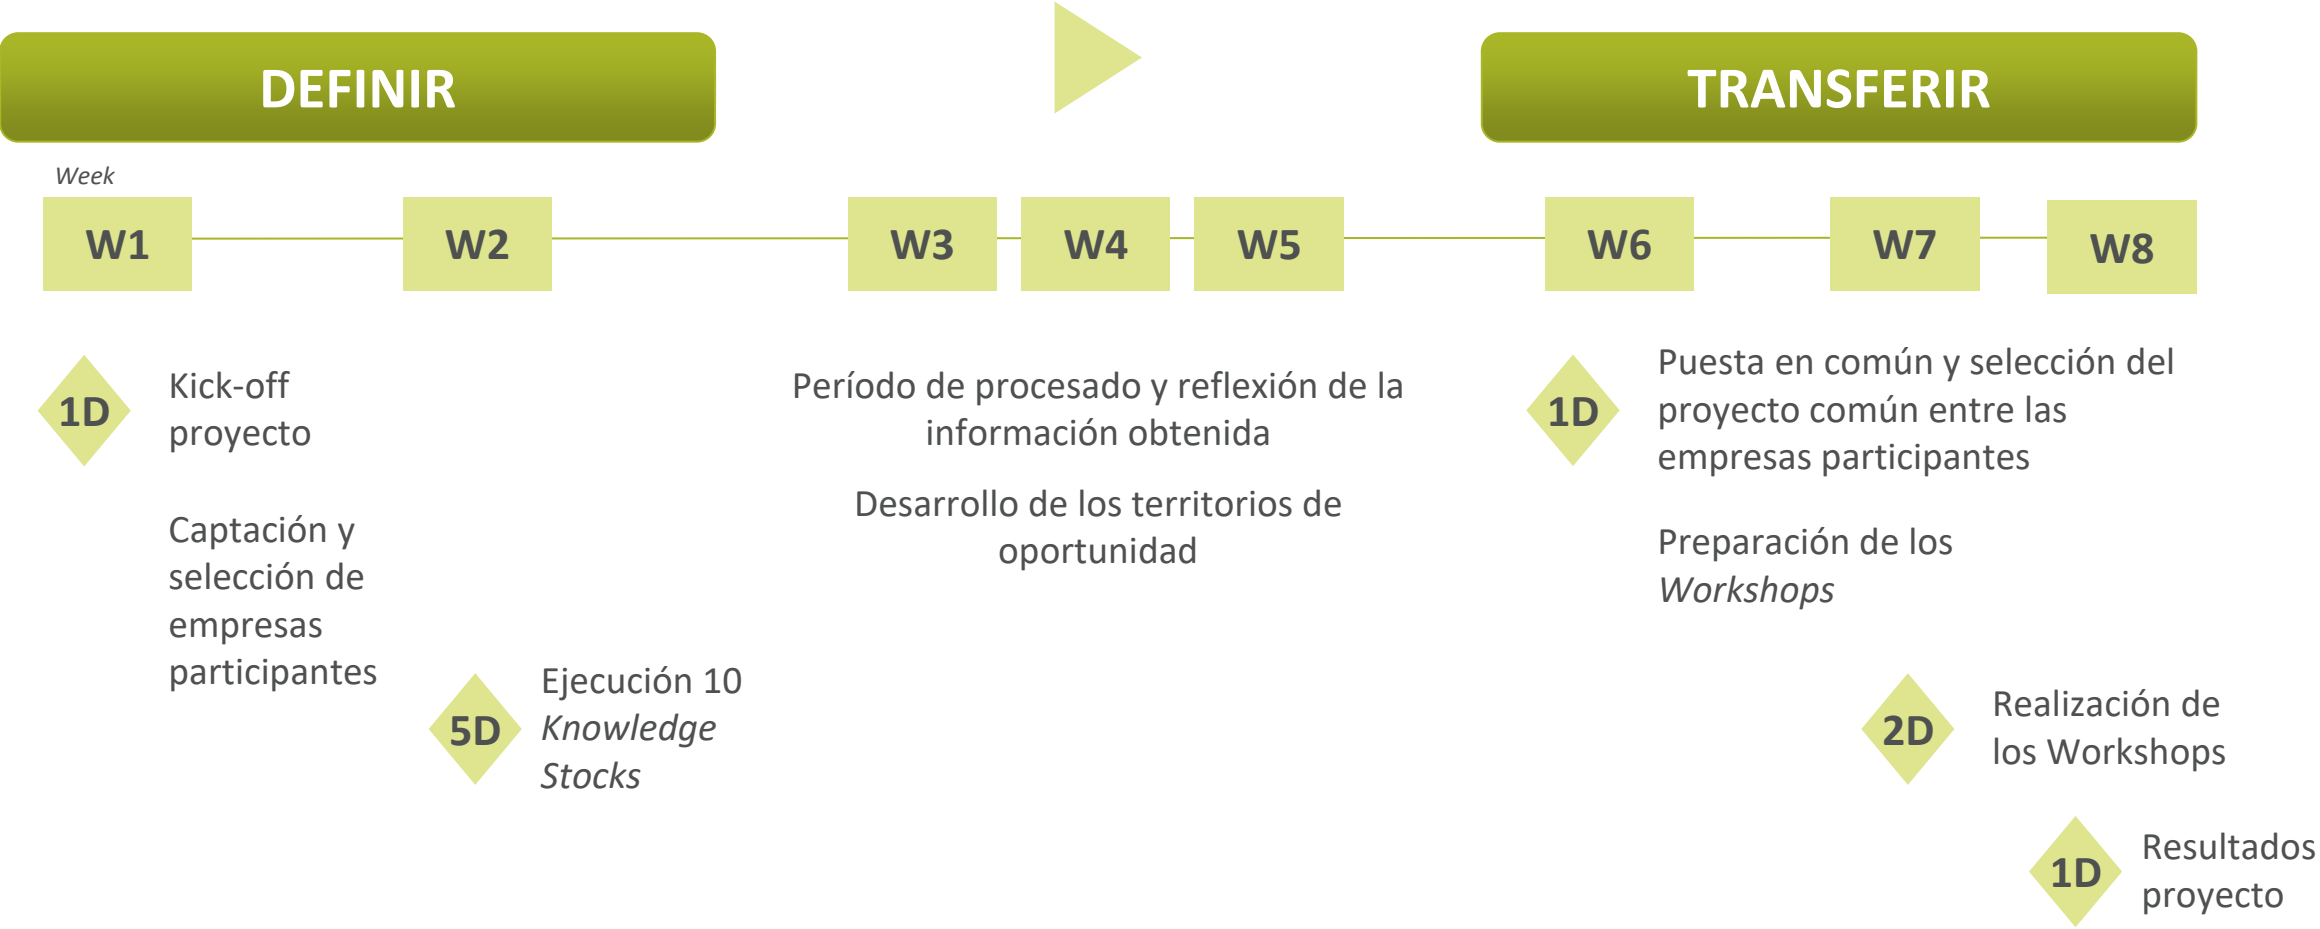 DEFINIR
TRANSFERIR
Week
W1
W2
W3
W4
W5
W6
W7
W8
1D
Kick-off
proyecto
Captación y
selección de
empresas
participantes
5D
Ejecución 10
Knowledge
Stocks
Período de procesado y reflexión de la
información obtenida
Desarrollo de los territorios de
oportunidad
1D
Puesta en común y selección del
proyecto común entre las
empresas participantes
Preparación de los
Workshops
2D
Realización de
los Workshops
1D
Resultados
proyecto